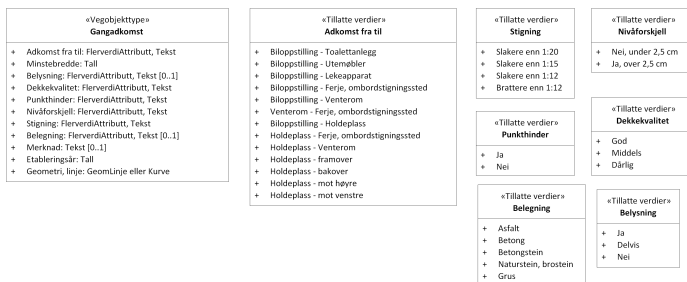 «Vegobjekttype»
Gangadkomst
+ Adkomst fra til: FlerverdiAttributt, Tekst
+ Minstebredde: Tall
+ Belysning: FlerverdiAttributt, Tekst [0..1]
+ Dekkekvalitet: FlerverdiAttributt, Tekst
+ Punkthinder: FlerverdiAttributt, Tekst
+ Nivåforskjell: FlerverdiAttributt, Tekst
+ Stigning: FlerverdiAttributt, Tekst
+ Belegning: FlerverdiAttributt, Tekst [0..1]
+ Merknad: Tekst [0..1]
+ Etableringsår: Tall
+ Geometri, linje: GeomLinje eller Kurve
«Tillatte verdier»
Adkomst fra til
+ Biloppstilling - Toalettanlegg
+ Biloppstilling - Utemøbler
+ Biloppstilling - Lekeapparat
+ Biloppstilling - Ferje, ombordstigningssted
+ Biloppstilling - Venterom
+ Venterom - Ferje, ombordstigningssted
+ Biloppstilling - Holdeplass
+ Holdeplass - Ferje, ombordstigningssted
+ Holdeplass - Venterom
+ Holdeplass - framover
+ Holdeplass - bakover
+ Holdeplass - mot høyre
+ Holdeplass - mot venstre
«Tillatte verdier»
Stigning
+ Slakere enn 1:20
+ Slakere enn 1:15
+ Slakere enn 1:12
+ Brattere enn 1:12
«Tillatte verdier»
Nivåforskjell
+ Nei, under 2,5 cm
+ Ja, over 2,5 cm
«Tillatte verdier»
Punkthinder
+ Ja
+ Nei
«Tillatte verdier»
Dekkekvalitet
+ God
+ Middels
+ Dårlig
«Tillatte verdier»
Belegning
+ Asfalt
+ Betong
+ Betongstein
+ Naturstein, brostein
+ Grus
«Tillatte verdier»
Belysning
+ Ja
+ Delvis
+ Nei